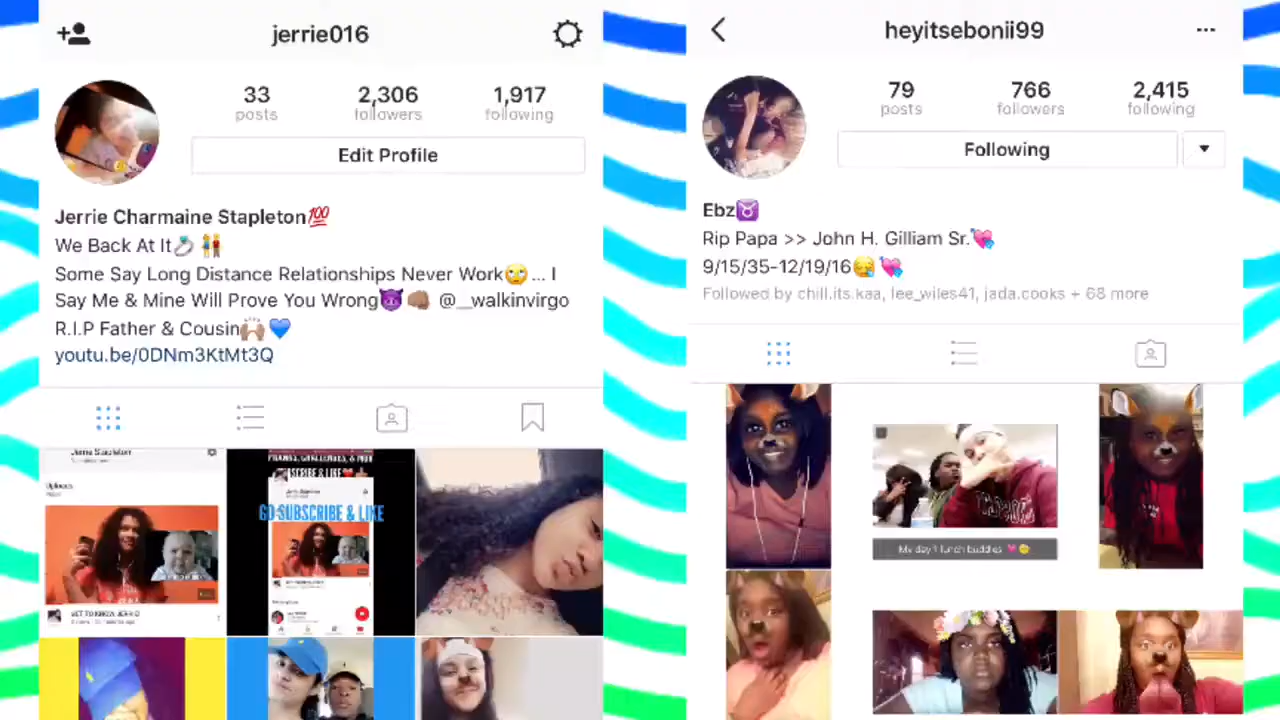 jerrie016
33
2,306
1,917
posts
followers
following
Edit Profile
Jerrie Charmaine Stapleton💯
We Back At It💍👫
Some Say Long Distance Relationships Never Work🙄... I
Say Me & Mine Will Prove You Wrong😈👊🏽 @__walkinvirgo
R.I.P Father & Cousin🙌🏽💙
youtu.be/0DNm3KtMt3Q
Uploads
SCRIBE & LIKE
GO SUBSCRIBE & LIKE
heyitsebonii99
79
766
2,415
posts
followers
following
Following
Ebz♉
Rip Papa >> John H. Gilliam Sr.💘
9/15/35-12/19/16😪💘
Followed by chill.its.kaa, lee_wiles41, jada.cooks + 68 more
My day 1 lunch buddies